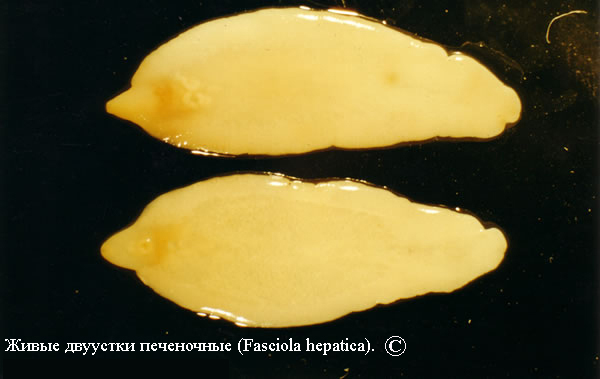 Живые двуустки печеночные (Fasciola hepatica). ©